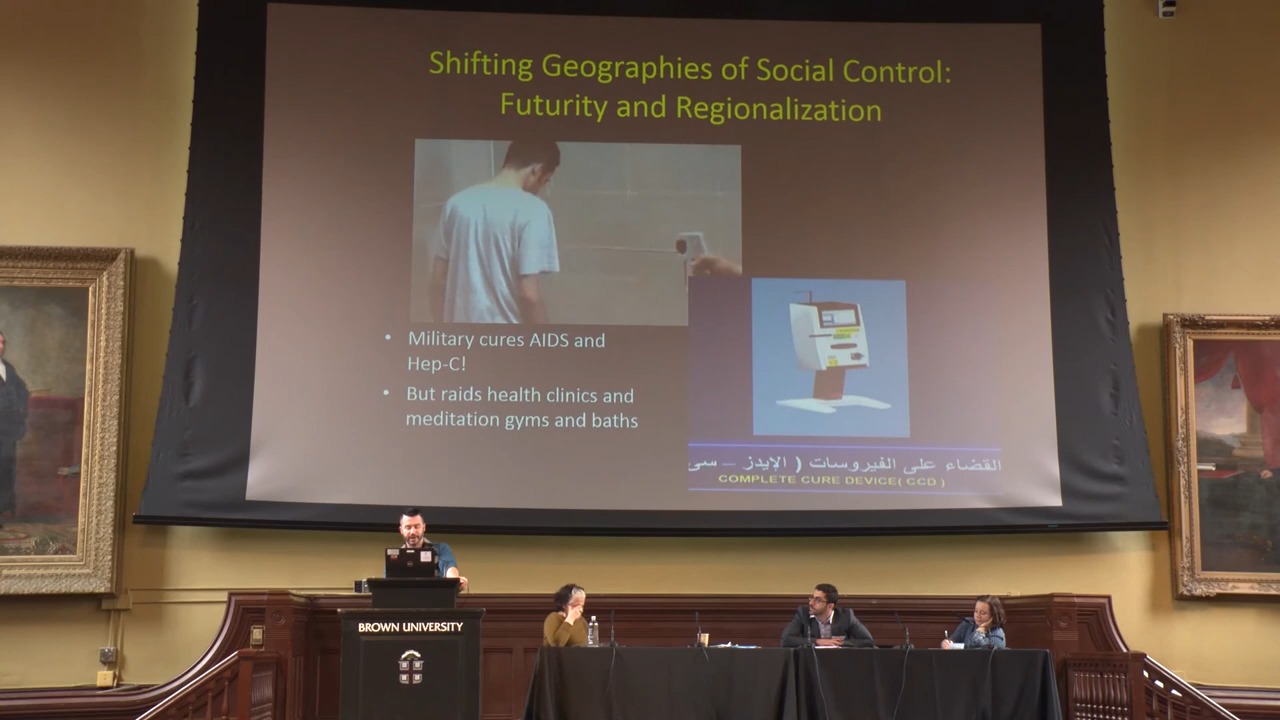 Shifting Geographies of Social Control:
Futurity and Regionalization
• Military cures AIDS and
Hep-C!
• But raids health clinics and
meditation gyms and baths
القضاء على الفيروسات ( الإيدز – سى
COMPLETE CURE DEVICE( CCD )
BROWN UNIVERSITY